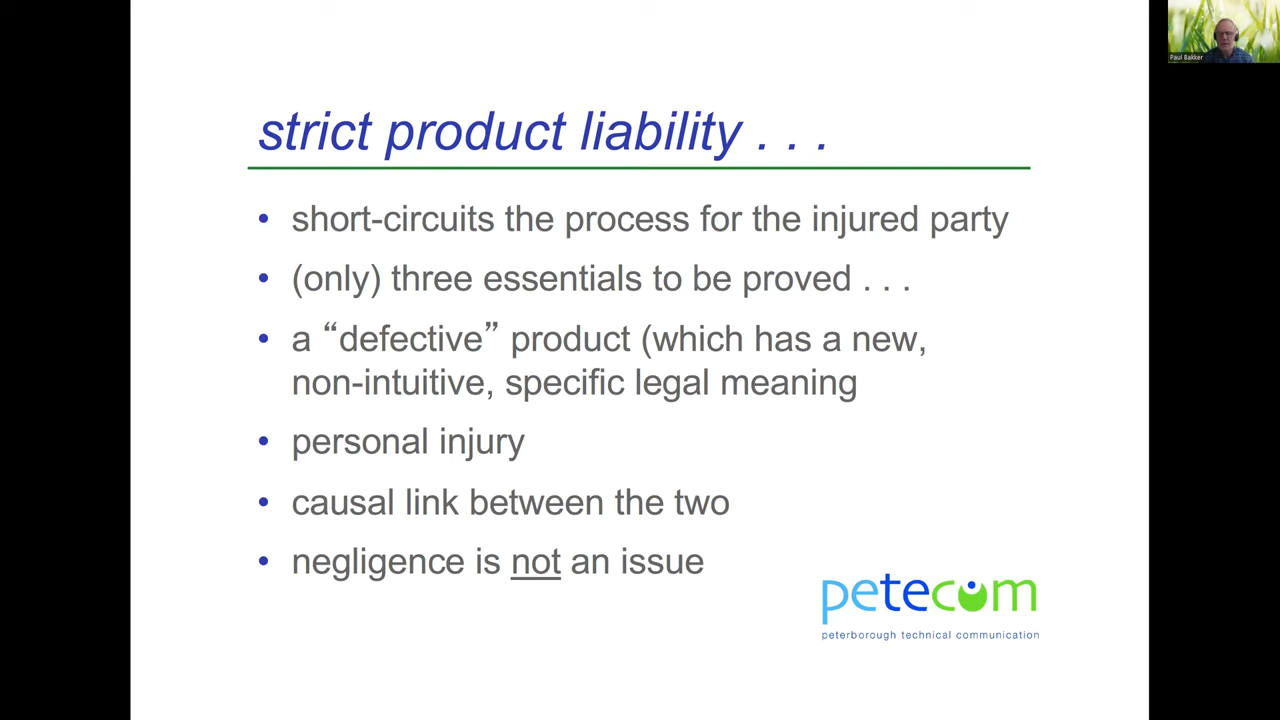 Paul Bakker
strict product liability . . .
• short-circuits the process for the injured party
• (only) three essentials to be proved . . .
• a “defective” product (which has a new,
non-intuitive, specific legal meaning
• personal injury
• causal link between the two
• negligence is not an issue
petecom
peterborough technical communication